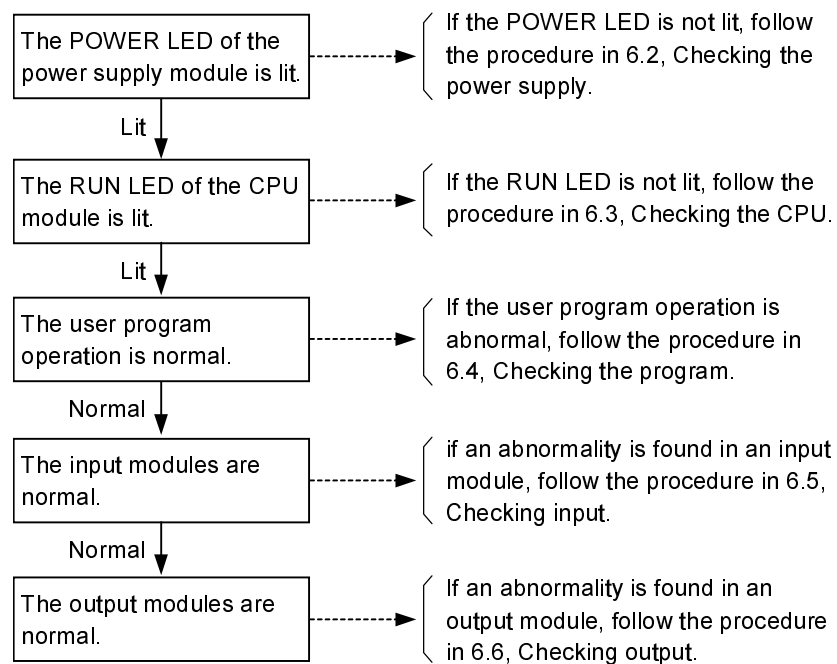 The POWER LED of the
power supply module is lit.
If the POWER LED is not lit, follow
the procedure in 6.2, Checking the
power supply.
Lit
The RUN LED of the CPU
module is lit.
If the RUN LED is not lit, follow the
procedure in 6.3, Checking the CPU.
Lit
The user program
operation is normal.
If the user program operation is
abnormal, follow the procedure in
6.4, Checking the program.
Normal
The input modules are
normal.
if an abnormality is found in an input
module, follow the procedure in 6.5,
Checking input.
Normal
The output modules are
normal.
If an abnormality is found in an
output module, follow the procedure
in 6.6, Checking output.